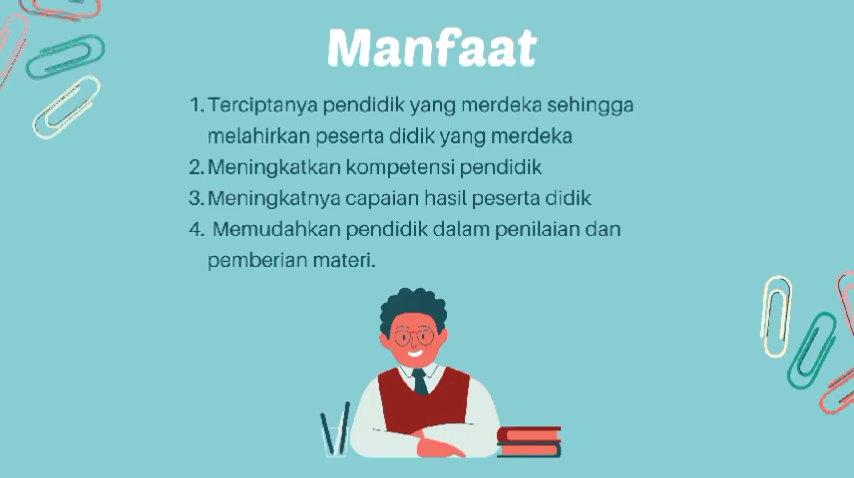 Manfaat
1. Terciptanya pendidik yang merdeka sehingga
melahirkan peserta didik yang merdeka
2. Meningkatkan kompetensi pendidik
3. Meningkatnya capaian hasil peserta didik
4. Memudahkan pendidik dalam penilaian dan
pemberian materi.